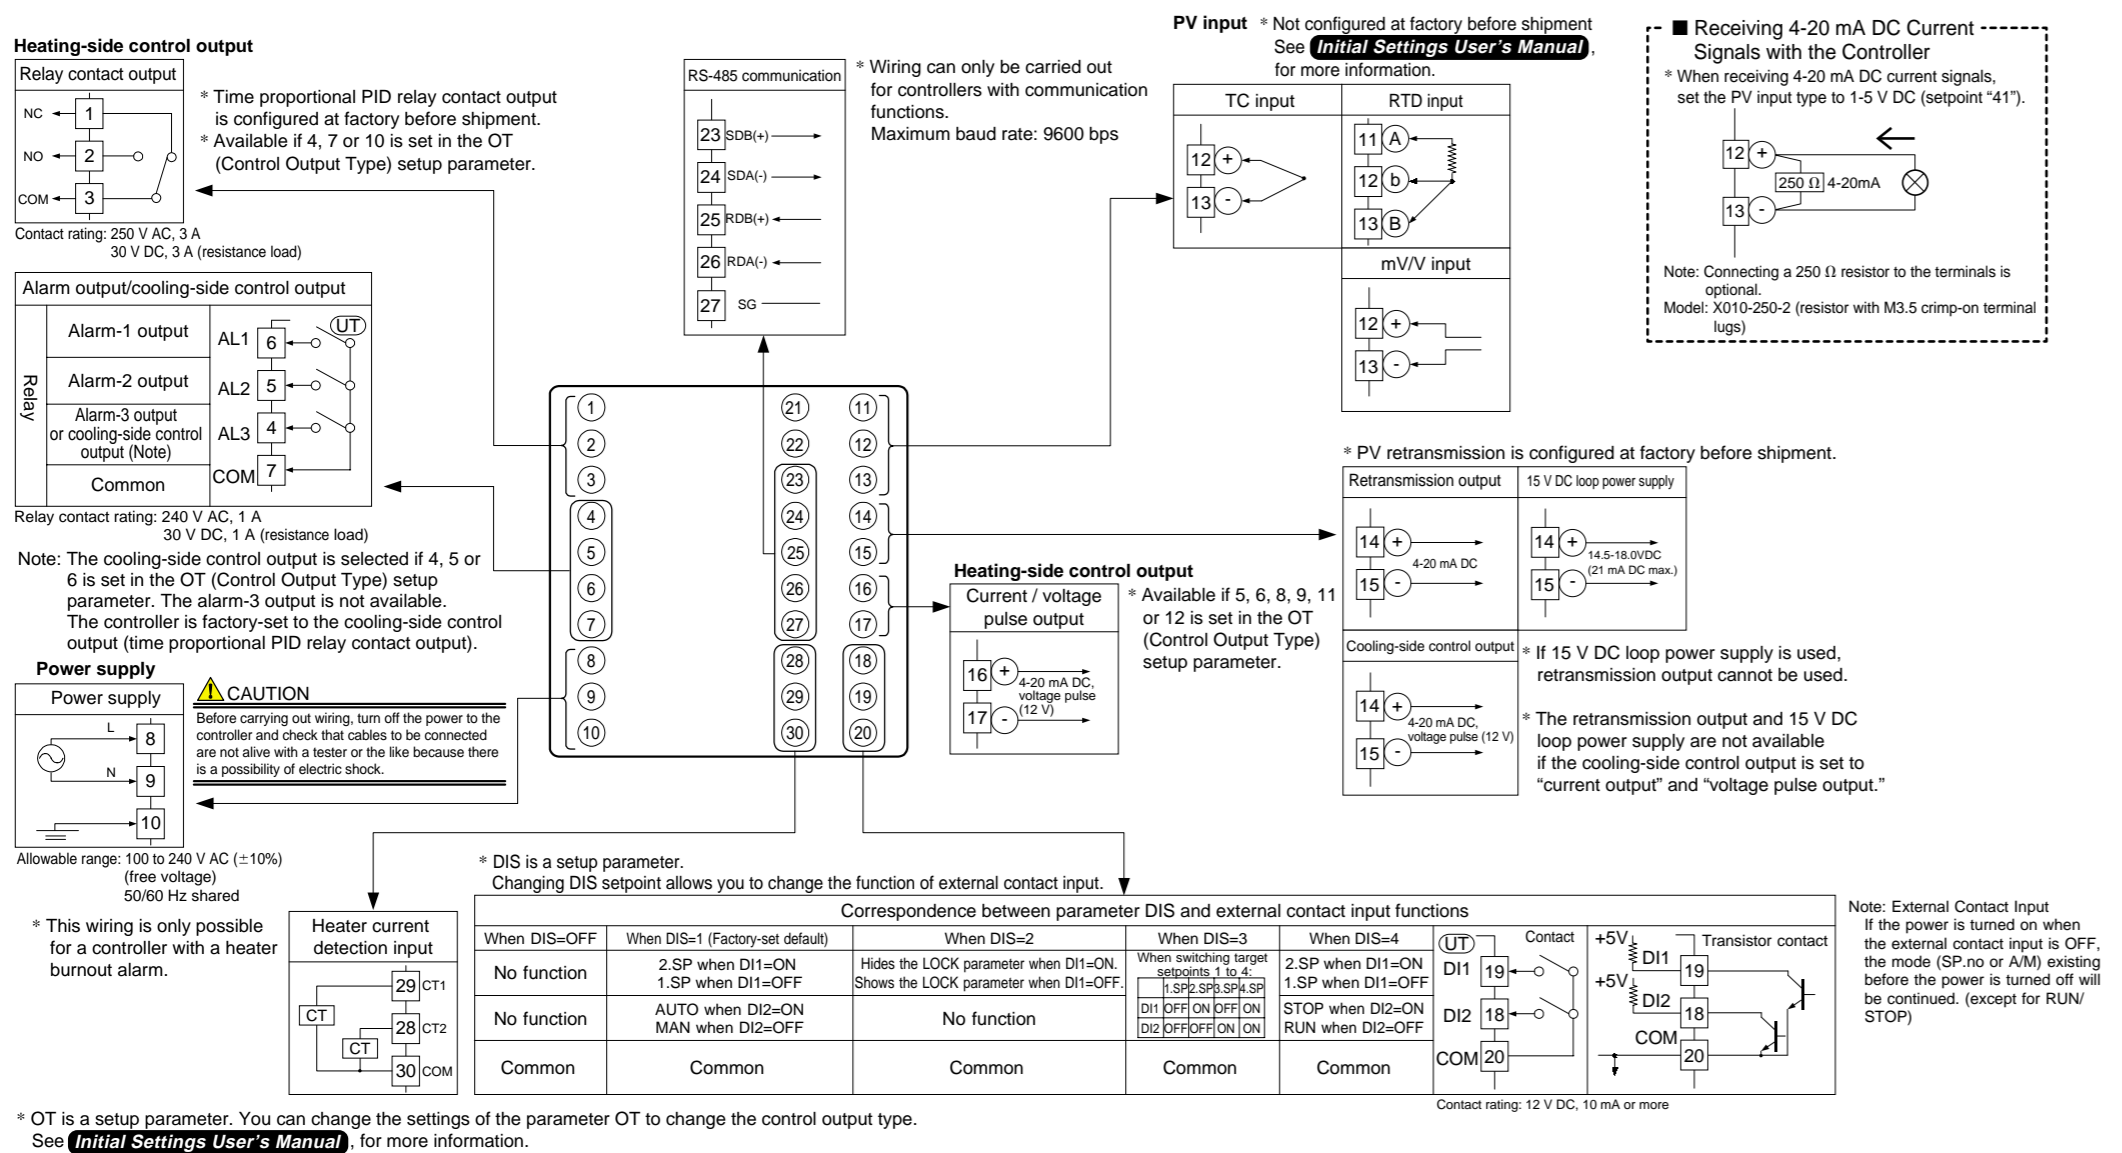 Heating-side control output
Relay contact output
NC 1
NO 2
COM 3
* Time proportional PID relay contact output
is configured at factory before shipment.
* Available if 4, 7 or 10 is set in the OT
(Control Output Type) setup parameter.
Contact rating: 250 V AC, 3 A
30 V DC, 3 A (resistance load)
Alarm output/cooling-side control output
Relay
Alarm-1 output
AL1 6
UT
Alarm-2 output
AL2 5
Alarm-3 output
or cooling-side control
output (Note)
AL3 4
Common
COM 7
Relay contact rating: 240 V AC, 1 A
30 V DC, 1 A (resistance load)
Note: The cooling-side control output is selected if 4, 5 or
6 is set in the OT (Control Output Type) setup
parameter. The alarm-3 output is not available.
The controller is factory-set to the cooling-side control
output (time proportional PID relay contact output).
Power supply
Power supply
L 8
N 9
10
Allowable range: 100 to 240 V AC (±10%)
(free voltage)
50/60 Hz shared
! CAUTION
Before carrying out wiring, turn off the power to the
controller and check that cables to be connected
are not alive with a tester or the like because there
is a possibility of electric shock.
RS-485 communication
23 SDB(+)
24 SDA(-)
25 RDB(+)
26 RDA(-)
27 SG
* Wiring can only be carried out
for controllers with communication
functions.
Maximum baud rate: 9600 bps
1 21 11
2 22 12
3 23 13
4 24 14
5 25 15
6 26 16
7 27 17
8 28 18
9 29 19
10 30 20
PV input * Not configured at factory before shipment
See Initial Settings User's Manual,
for more information.
TC input
12 +
13 -
RTD input
11 A
12 b
13 B
mV/V input
12 +
13 -
■ Receiving 4-20 mA DC Current
Signals with the Controller
* When receiving 4-20 mA DC current signals,
set the PV input type to 1-5 V DC (setpoint “41”).
12 +
250 Ω 4-20mA
13 -
Note: Connecting a 250 Ω resistor to the terminals is
optional.
Model: X010-250-2 (resistor with M3.5 crimp-on terminal
lugs)
* PV retransmission is configured at factory before shipment.
Retransmission output
14 +
4-20 mA DC
15 -
15 V DC loop power supply
14 +
14.5-18.0VDC
(21 mA DC max.)
15 -
Cooling-side control output
14 +
4-20 mA DC,
voltage pulse (12 V)
15 -
* If 15 V DC loop power supply is used,
retransmission output cannot be used.
* The retransmission output and 15 V DC
loop power supply are not available
if the cooling-side control output is set to
“current output” and “voltage pulse output.”
Heating-side control output
Current / voltage
pulse output
16 +
4-20 mA DC,
voltage pulse
(12 V)
17 -
* Available if 5, 6, 8, 9, 11
or 12 is set in the OT
(Control Output Type)
setup parameter.
* This wiring is only possible
for a controller with a heater
burnout alarm.
Heater current
detection input
29 CT1
CT
28 CT2
CT
30 COM
* DIS is a setup parameter.
Changing DIS setpoint allows you to change the function of external contact input.
Correspondence between parameter DIS and external contact input functions
When DIS=OFF
No function
No function
Common
When DIS=1 (Factory-set default)
2.SP when DI1=ON
1.SP when DI1=OFF
AUTO when DI2=ON
MAN when DI2=OFF
Common
When DIS=2
Hides the LOCK parameter when DI1=ON.
Shows the LOCK parameter when DI1=OFF.
No function
Common
When DIS=3
When switching target
setpoints 1 to 4:
1.SP 2.SP 3.SP 4.SP
DI1 OFF ON OFF ON
DI2 OFF OFF ON ON
Common
When DIS=4
2.SP when DI1=ON
1.SP when DI1=OFF
STOP when DI2=ON
RUN when DI2=OFF
Common
UT Contact
DI1 19
DI2 18
COM 20
+5V Transistor contact
DI1
19
+5V
DI2
18
COM
20
Contact rating: 12 V DC, 10 mA or more
Note: External Contact Input
If the power is turned on when
the external contact input is OFF,
the mode (SP.no or A/M) existing
before the power is turned off will
be continued. (except for RUN/
STOP)
* OT is a setup parameter. You can change the settings of the parameter OT to change the control output type.
See Initial Settings User's Manual, for more information.